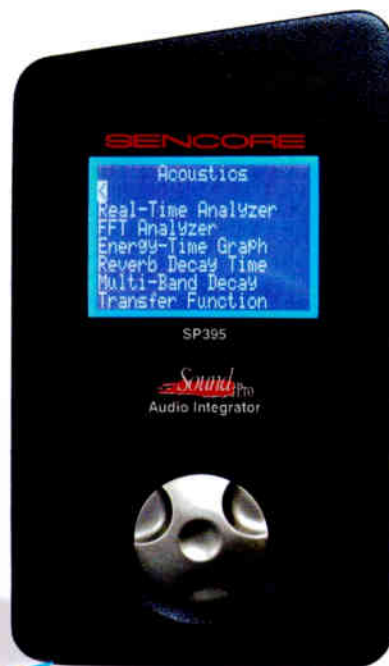 SENCORE
Acoustics
<
Real-Time Analyzer
FFT Analyzer
Energy-Time Graph
Reverb Decay Time
Multi-Band Decay
Transfer Function
SP395
Sound Pro
Audio Integrator